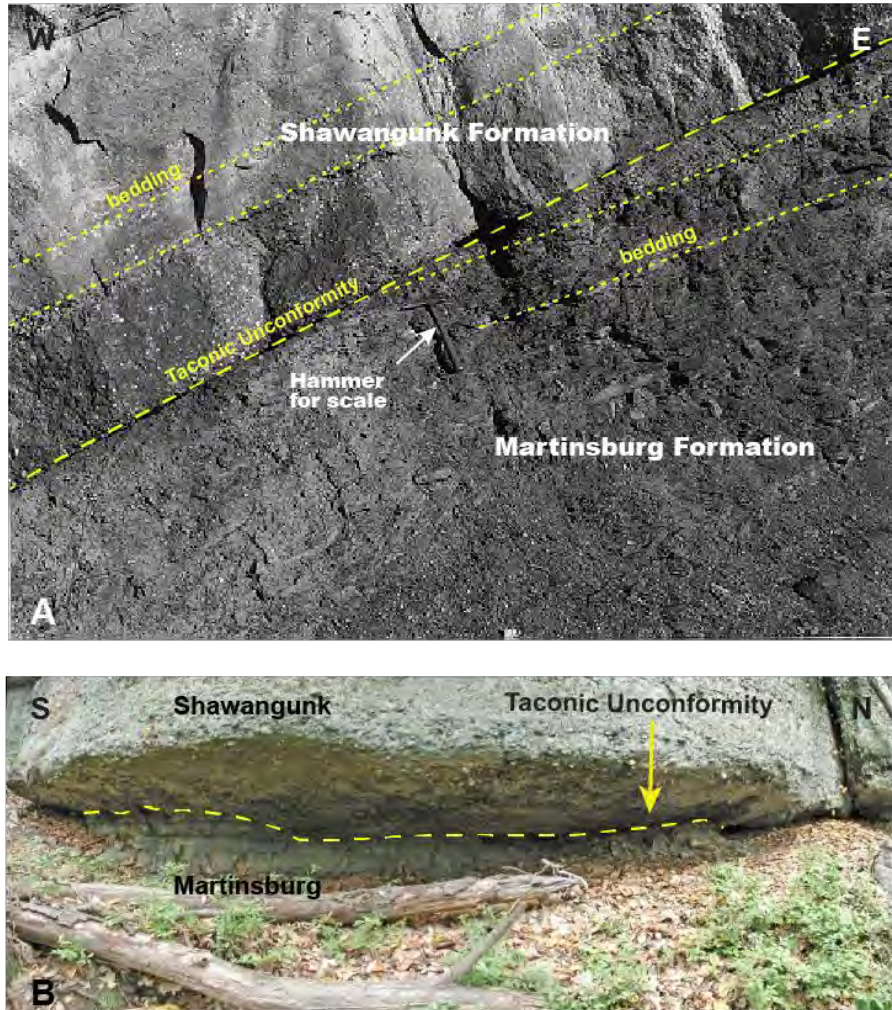 W
E
Shawangunk Formation
bedding
bedding
Taconic Unconformity
Hammer
for scale
Martinsburg Formation
A
S
Shawangunk
Taconic Unconformity
N
Martinsburg
B